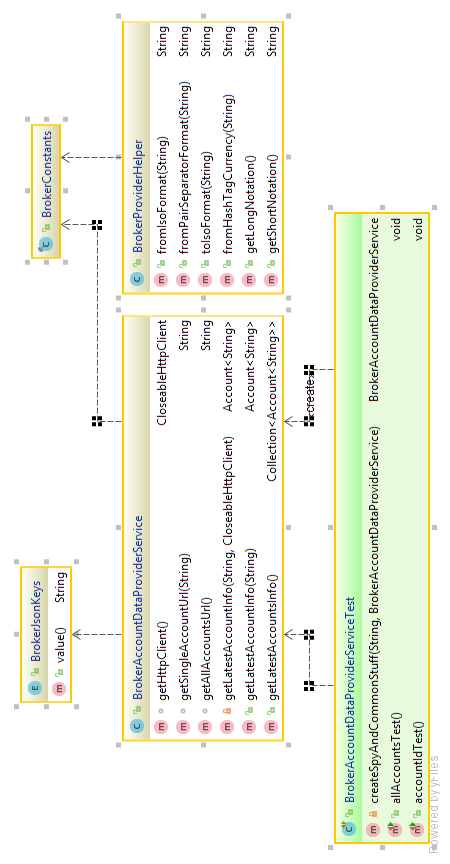 C BrokerConstants
C BrokerProviderHelper
m fromIsoFormat(String) String
m fromPairSeparatorFormat(String) String
m toIsoFormat(String) String
m fromHashTagCurrency(String) String
m getLongNotation() String
m getShortNotation() String
E BrokerJsonKeys
m value() String
C BrokerAccountDataProviderService
m getHttpClient() CloseableHttpClient
m getSingleAccountUrl(String) String
m getAllAccountsUrl() String
m getLatestAccountInfo(String, CloseableHttpClient) Account<String>
m getLatestAccountInfo(String) Account<String>
m getLatestAccountsInfo() Collection<Account<String>>
«create»
C BrokerAccountDataProviderServiceTest
m createSpyAndCommonStuff(String, BrokerAccountDataProviderService) BrokerAccountDataProviderService
m allAccountsTest() void
m accountIdTest() void
Powered by yFiles